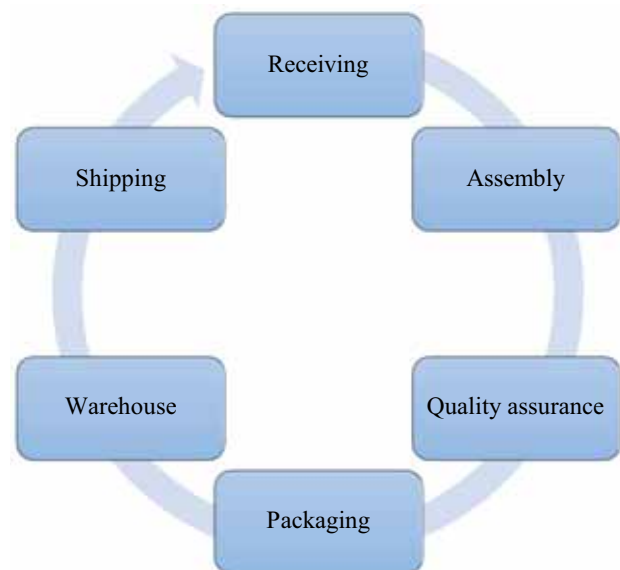 Receiving
Assembly
Quality assurance
Packaging
Warehouse
Shipping